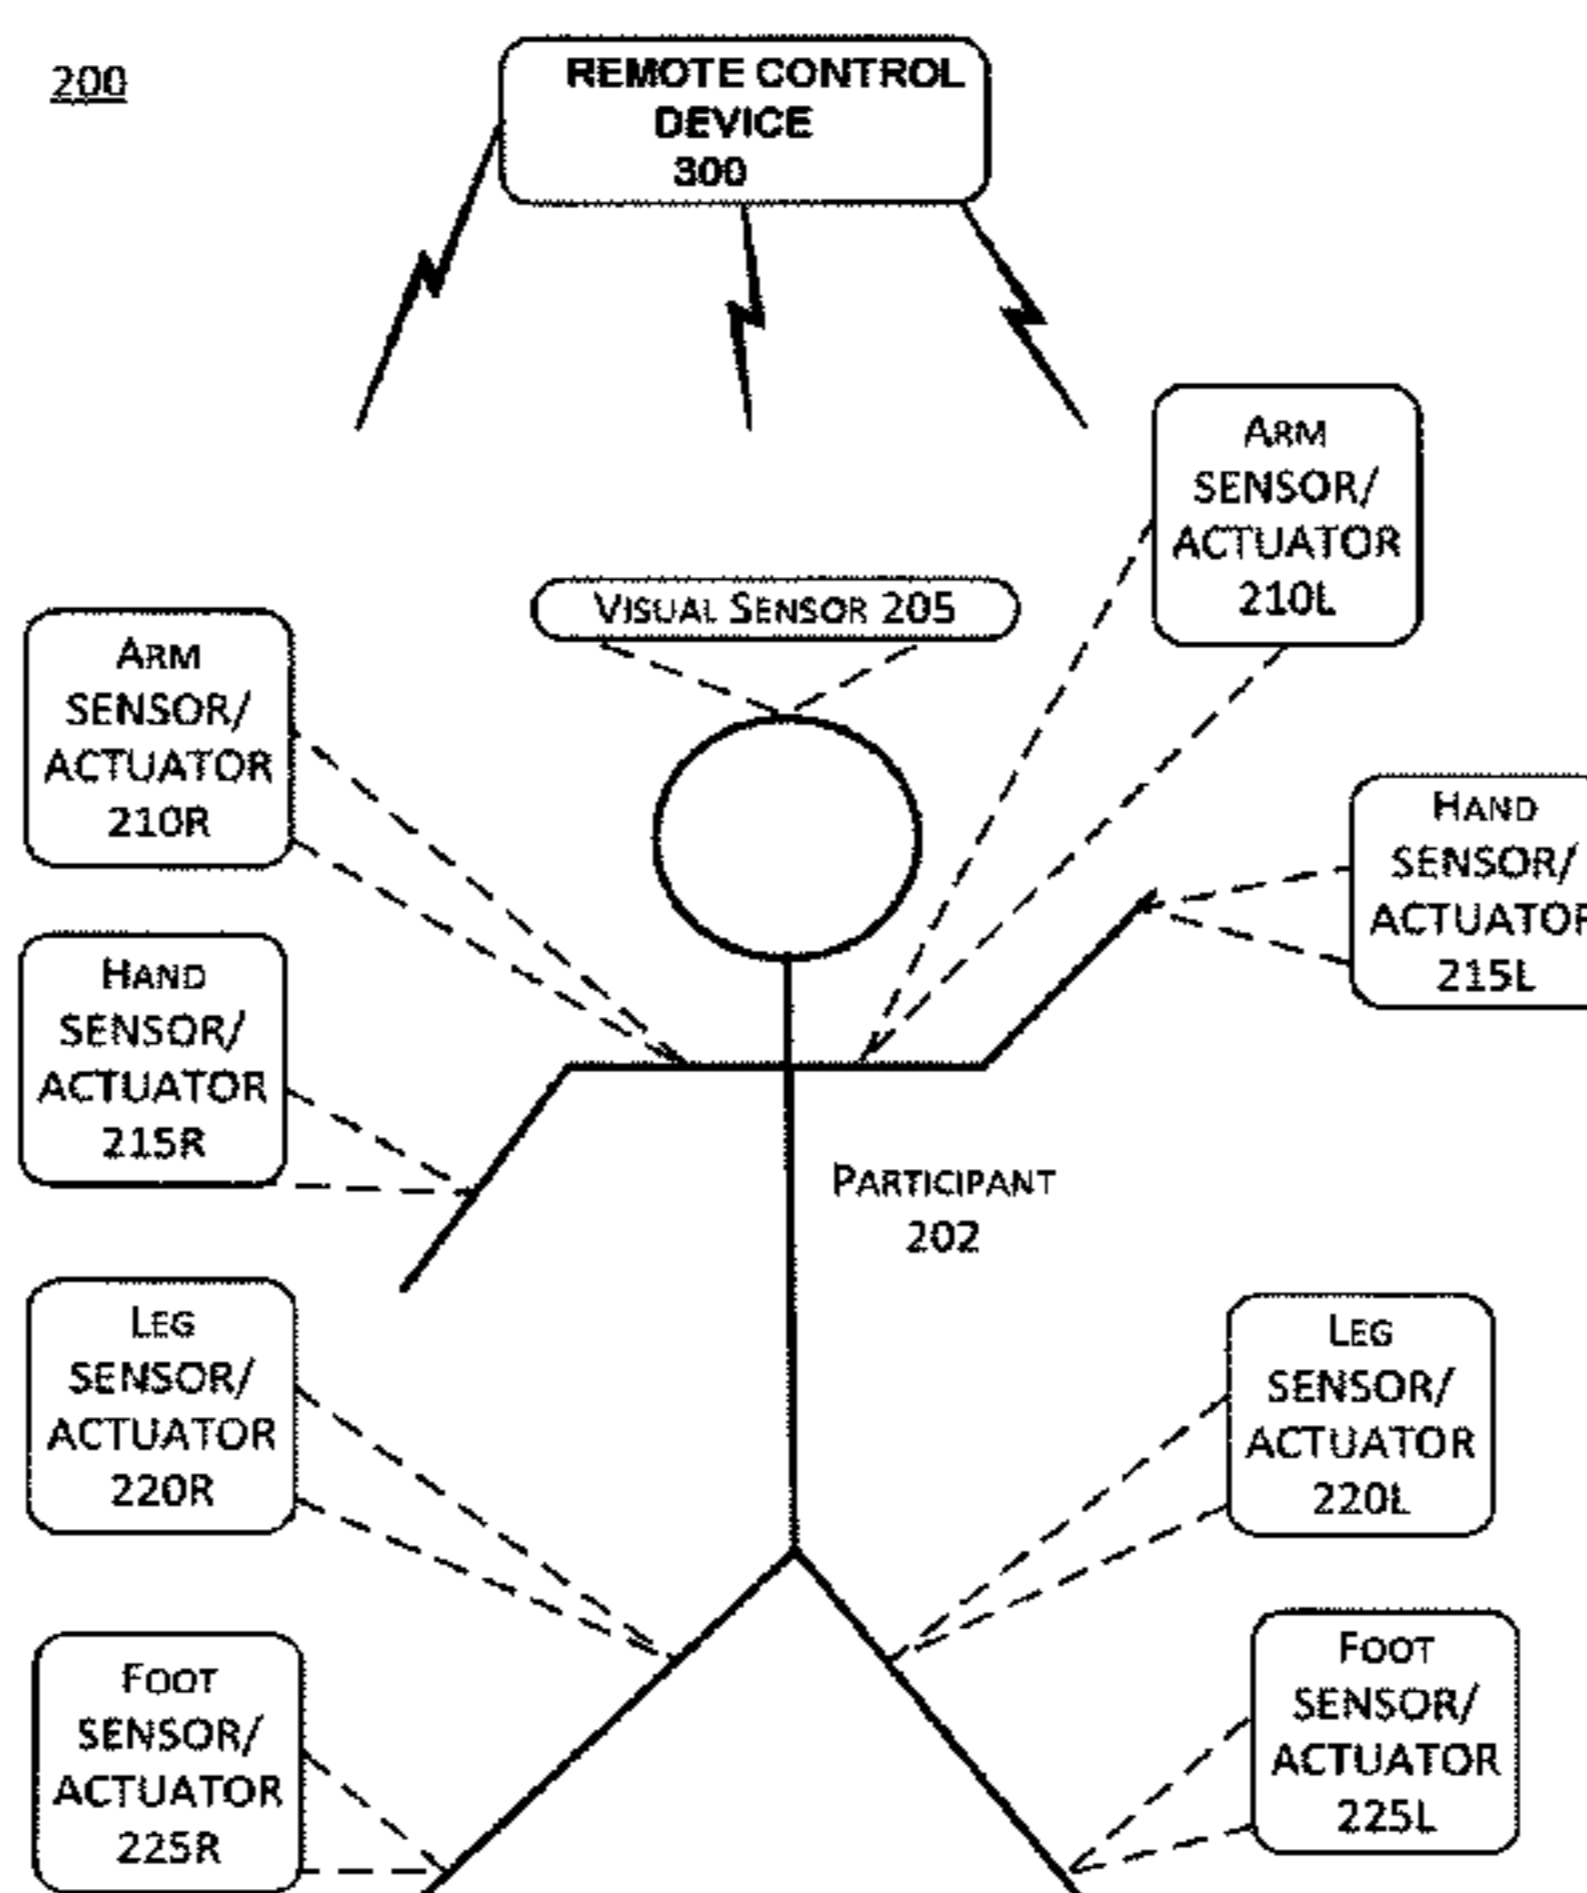 200
REMOTE CONTROL
DEVICE
300
ARM
SENSOR/
ACTUATOR
210L
VISUAL SENSOR 205
ARM
SENSOR/
ACTUATOR
210R
HAND
SENSOR/
ACTUATOR
215L
HAND
SENSOR/
ACTUATOR
215R
PARTICIPANT
202
LEG
SENSOR/
ACTUATOR
220R
LEG
SENSOR/
ACTUATOR
220L
FOOT
SENSOR/
ACTUATOR
225R
FOOT
SENSOR/
ACTUATOR
225L